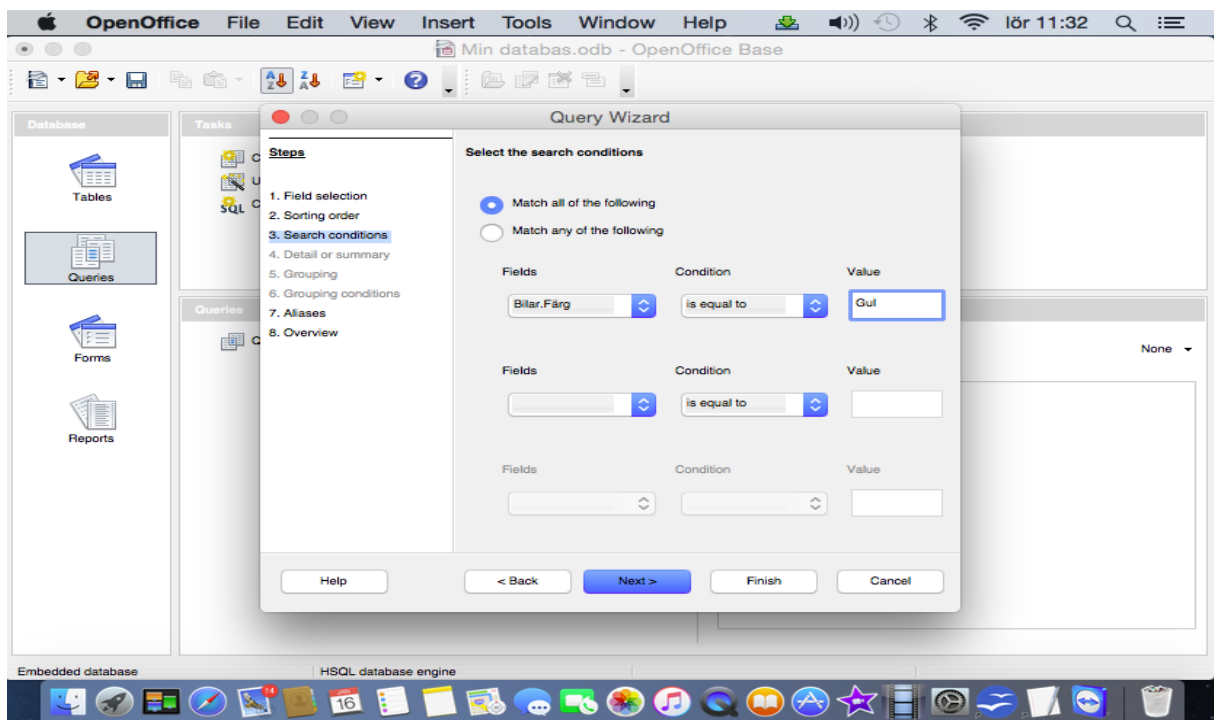 OpenOffice File Edit View Insert Tools Window Help lör 11:32
Min databas.odb - OpenOffice Base
Database
Tables
Queries
Forms
Reports
Tasks
C
U
SQL C
Queries
None
Query Wizard
Steps
1. Field selection
2. Sorting order
3. Search conditions
4. Detail or summary
5. Grouping
6. Grouping conditions
7. Aliases
8. Overview
Select the search conditions
Match all of the following
Match any of the following
Fields Condition Value
Bilar.Färg is equal to Gul
Fields Condition Value
is equal to
Fields Condition Value
Help < Back Next > Finish Cancel
Embedded database HSQL database engine
14
JAN
16